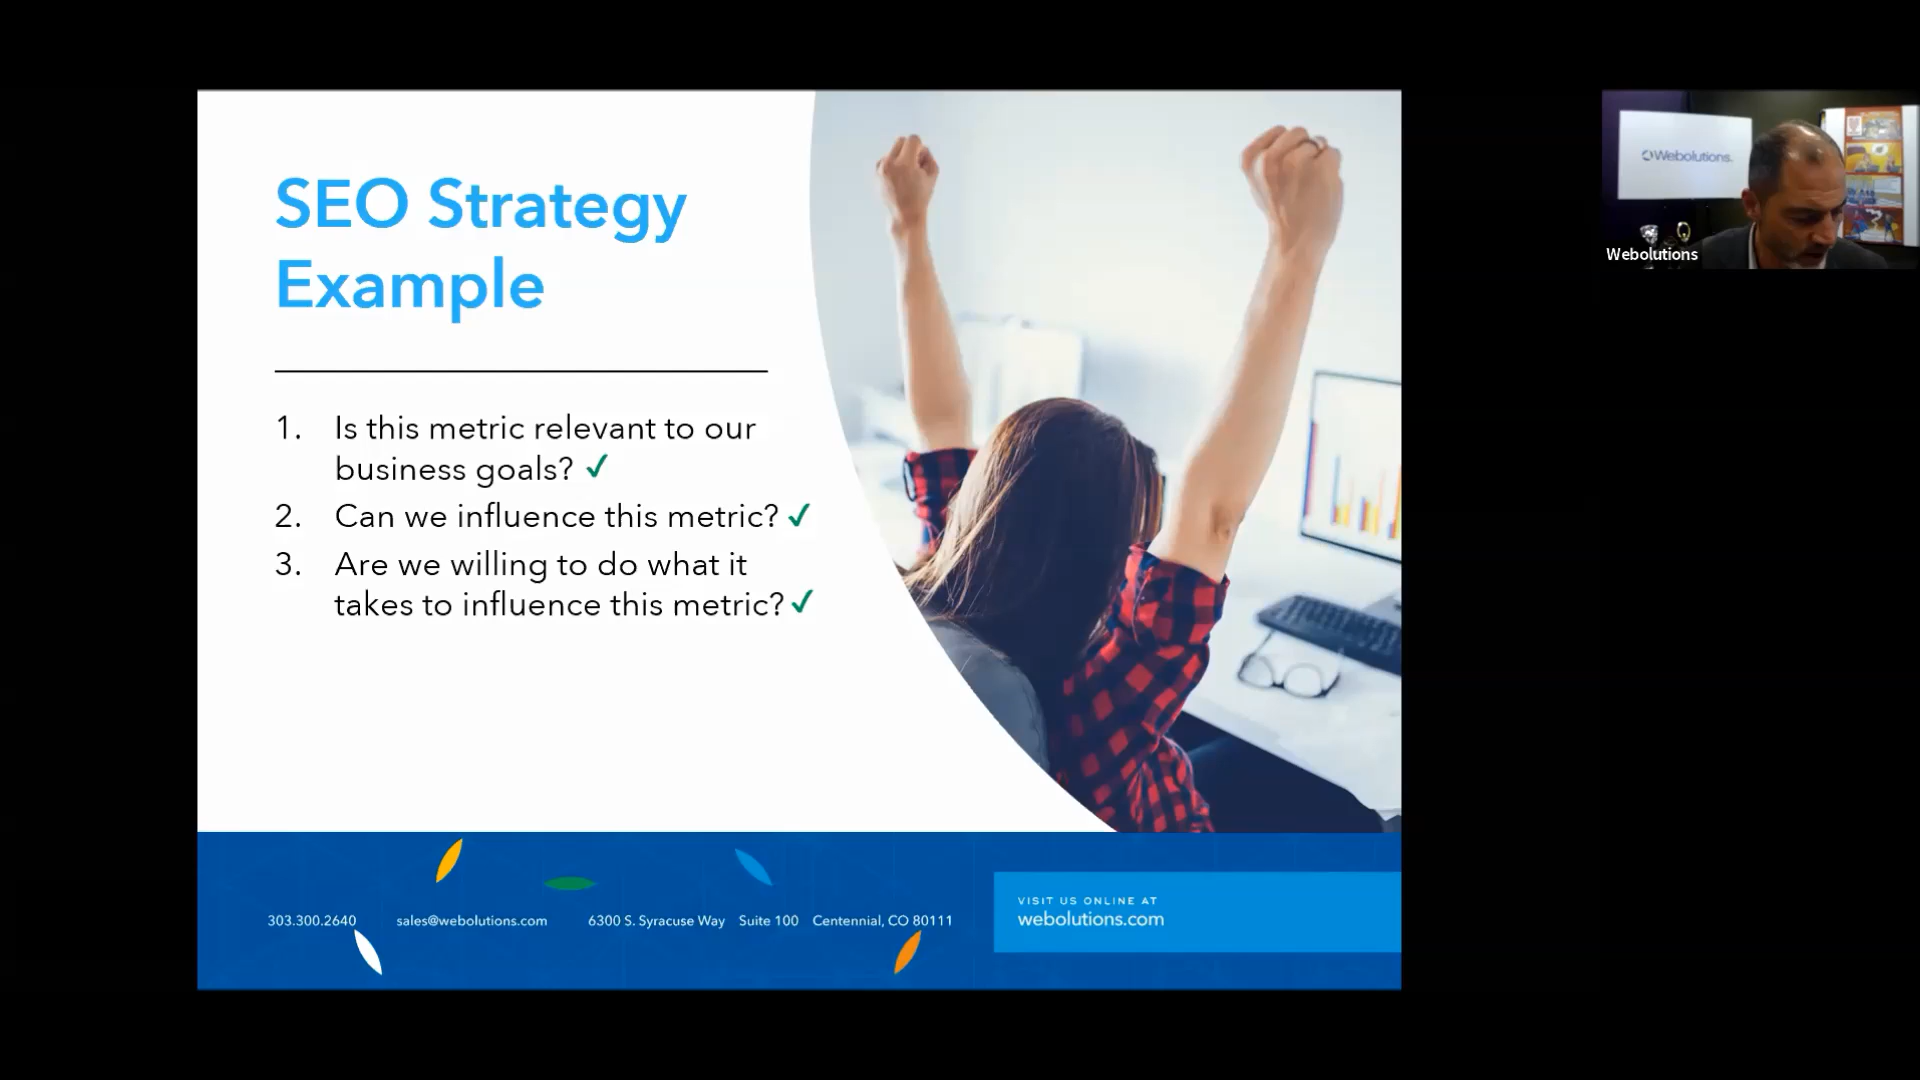 SEO Strategy
Example
1. Is this metric relevant to our
business goals? ✓
2. Can we influence this metric? ✓
3. Are we willing to do what it
takes to influence this metric? ✓
303.300.2640 sales@webolutions.com 6300 S. Syracuse Way Suite 100 Centennial, CO 80111
VISIT US ONLINE AT
webolutions.com
Webolutions.
Webolutions